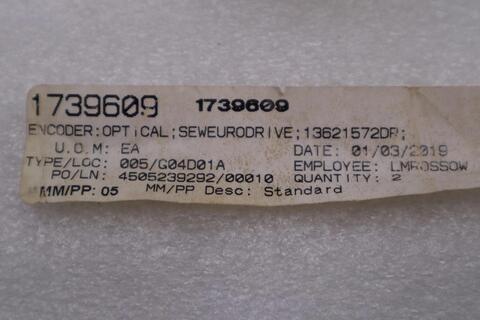 1739609 1739609
ENCODER;OPTICAL;SEWEURODRIVE;13621572DR;
U.O.M: EA DATE: 01/03/2019
TYPE/LOC: 005/G04D01A EMPLOYEE: LMROSSOW
PO/LN: 4505239292/00010 QUANTITY: 2
MM/PP: 05 MM/PP Desc: Standard